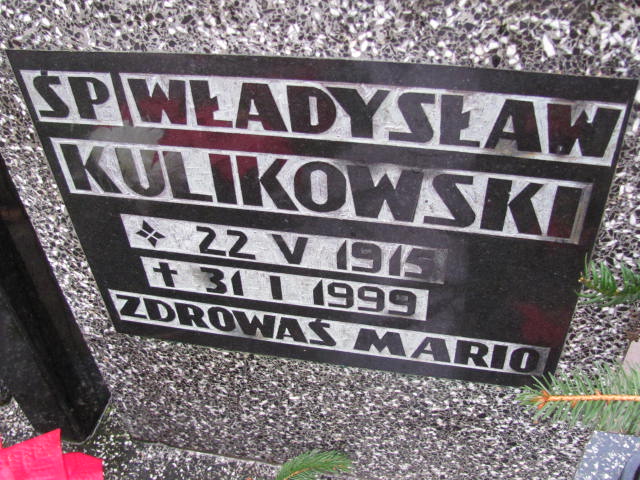 ŚP WŁADYSŁAW
KULIKOWSKI
22 V 1915
✝ 31 I 1999
ZDROWAŚ MARIO